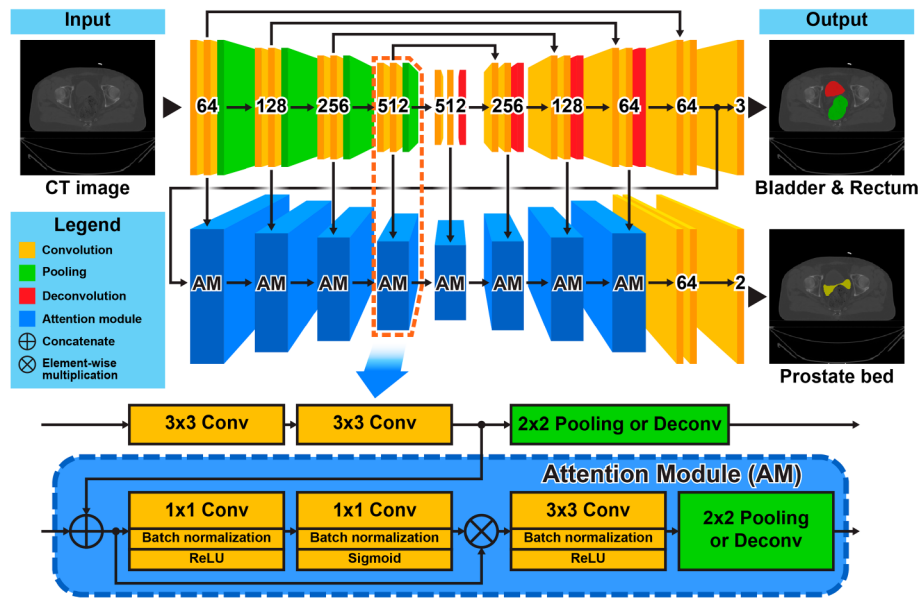 Input
Output
64
128
256
512
512
256
128
64
64
3
CT image
Bladder & Rectum
Legend
Convolution
Pooling
Deconvolution
Attention module
Concatenate
Element-wise
multiplication
AM
AM
AM
AM
AM
AM
AM
AM
64
2
Prostate bed
3x3 Conv
3x3 Conv
2x2 Pooling or Deconv
Attention Module (AM)
1x1 Conv
Batch normalization
ReLU
1x1 Conv
Batch normalization
Sigmoid
3x3 Conv
Batch normalization
ReLU
2x2 Pooling
or Deconv